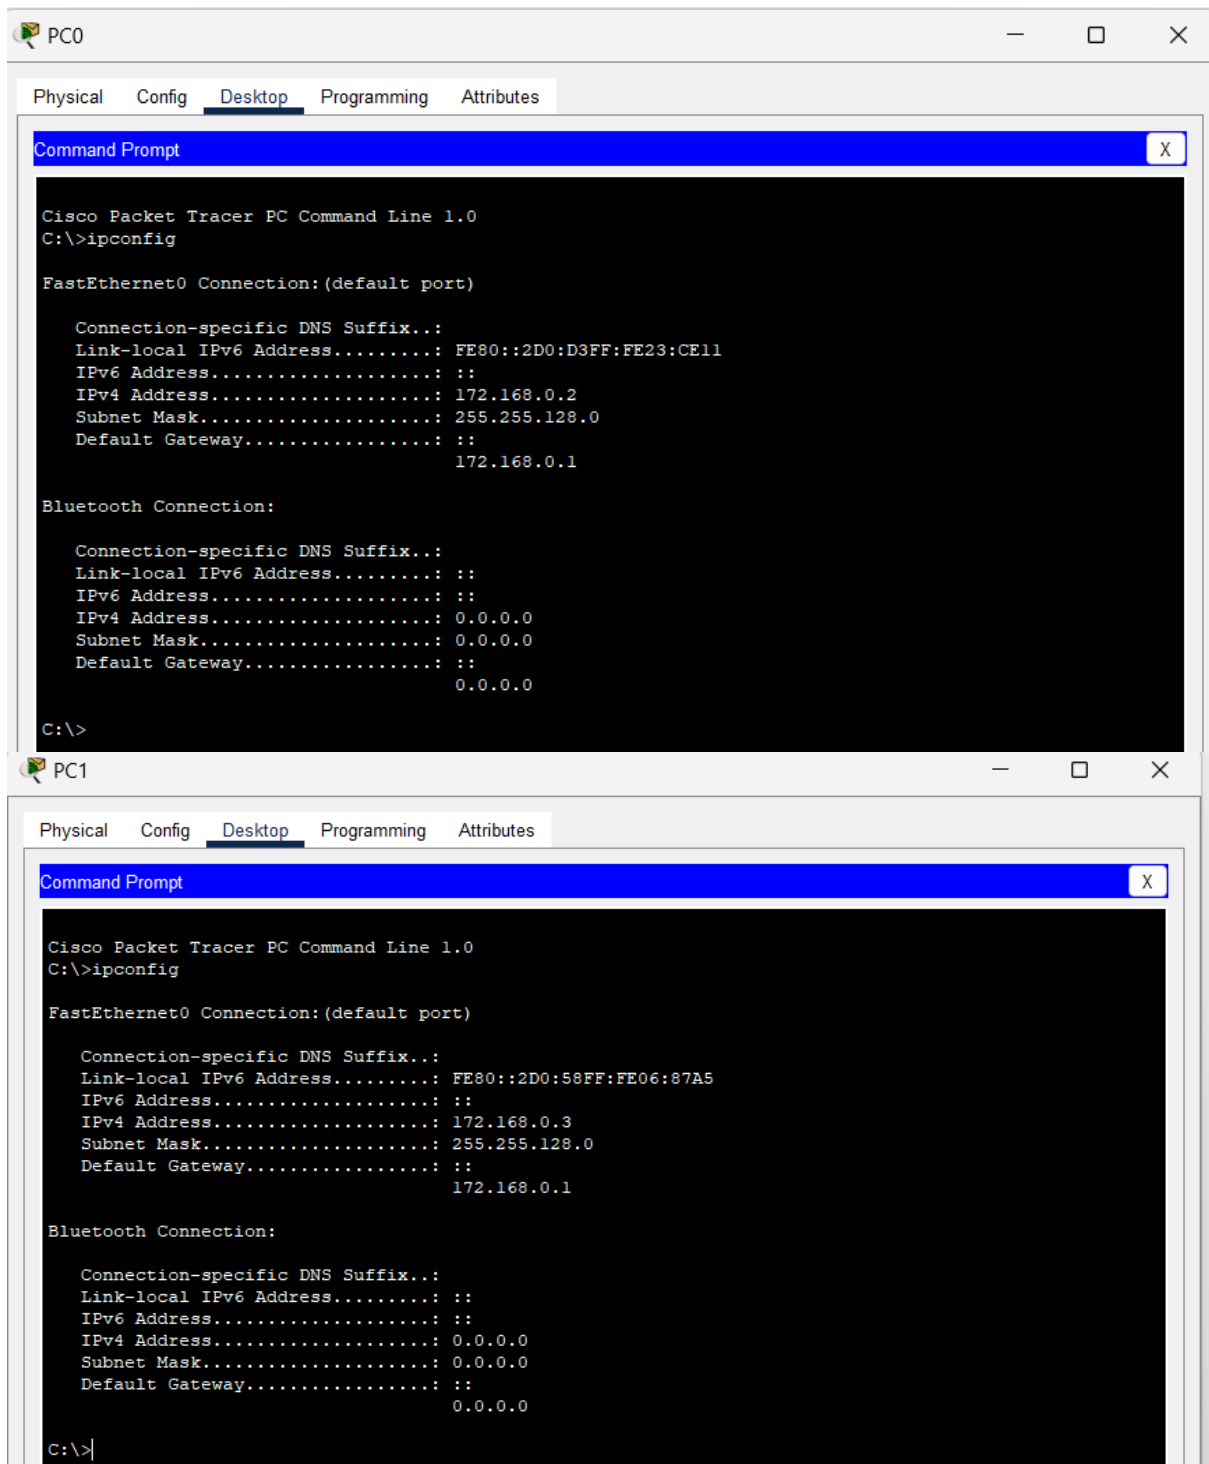 PC0
Physical Config Desktop Programming Attributes
Command Prompt X
Cisco Packet Tracer PC Command Line 1.0
C:\>ipconfig
FastEthernet0 Connection:(default port)
Connection-specific DNS Suffix..:
Link-local IPv6 Address.........: FE80::2D0:D3FF:FE23:CE11
IPv6 Address....................: ::
IPv4 Address....................: 172.168.0.2
Subnet Mask.....................: 255.255.128.0
Default Gateway.................: ::
172.168.0.1
Bluetooth Connection:
Connection-specific DNS Suffix..:
Link-local IPv6 Address.........: ::
IPv6 Address....................: ::
IPv4 Address....................: 0.0.0.0
Subnet Mask.....................: 0.0.0.0
Default Gateway.................: ::
0.0.0.0
C:\>
PC1
Physical Config Desktop Programming Attributes
Command Prompt X
Cisco Packet Tracer PC Command Line 1.0
C:\>ipconfig
FastEthernet0 Connection:(default port)
Connection-specific DNS Suffix..:
Link-local IPv6 Address.........: FE80::2D0:58FF:FE06:87A5
IPv6 Address....................: ::
IPv4 Address....................: 172.168.0.3
Subnet Mask.....................: 255.255.128.0
Default Gateway.................: ::
172.168.0.1
Bluetooth Connection:
Connection-specific DNS Suffix..:
Link-local IPv6 Address.........: ::
IPv6 Address....................: ::
IPv4 Address....................: 0.0.0.0
Subnet Mask.....................: 0.0.0.0
Default Gateway.................: ::
0.0.0.0
C:\>